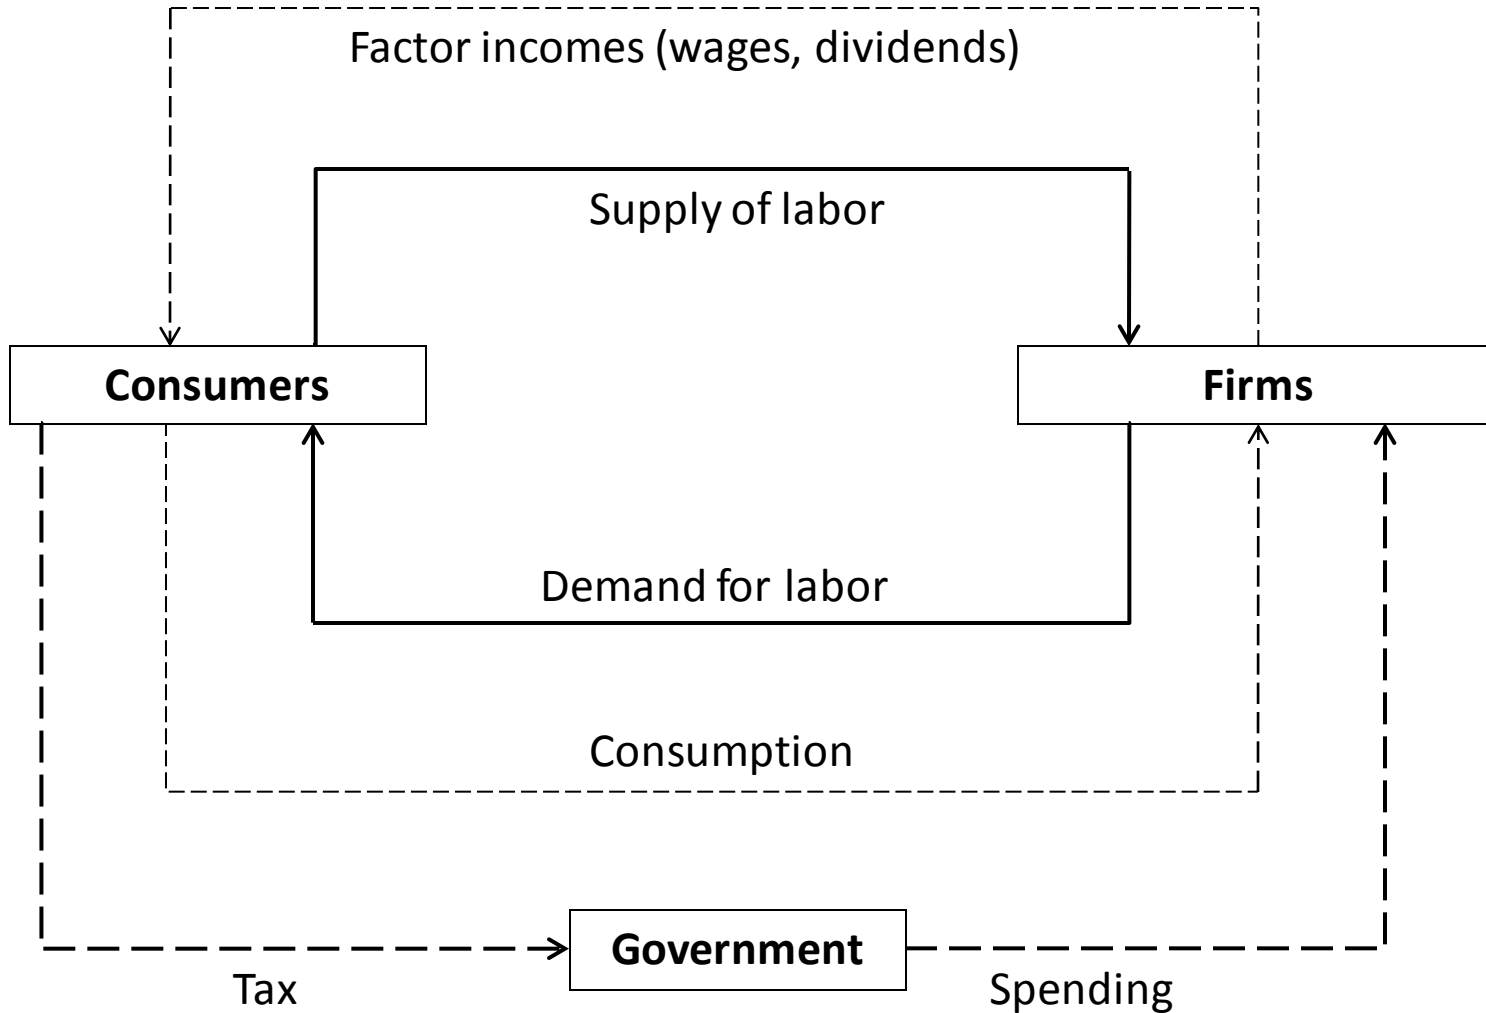 Factor incomes (wages, dividends)
Supply of labor
Consumers
Firms
Demand for labor
Consumption
Government
Tax
Spending